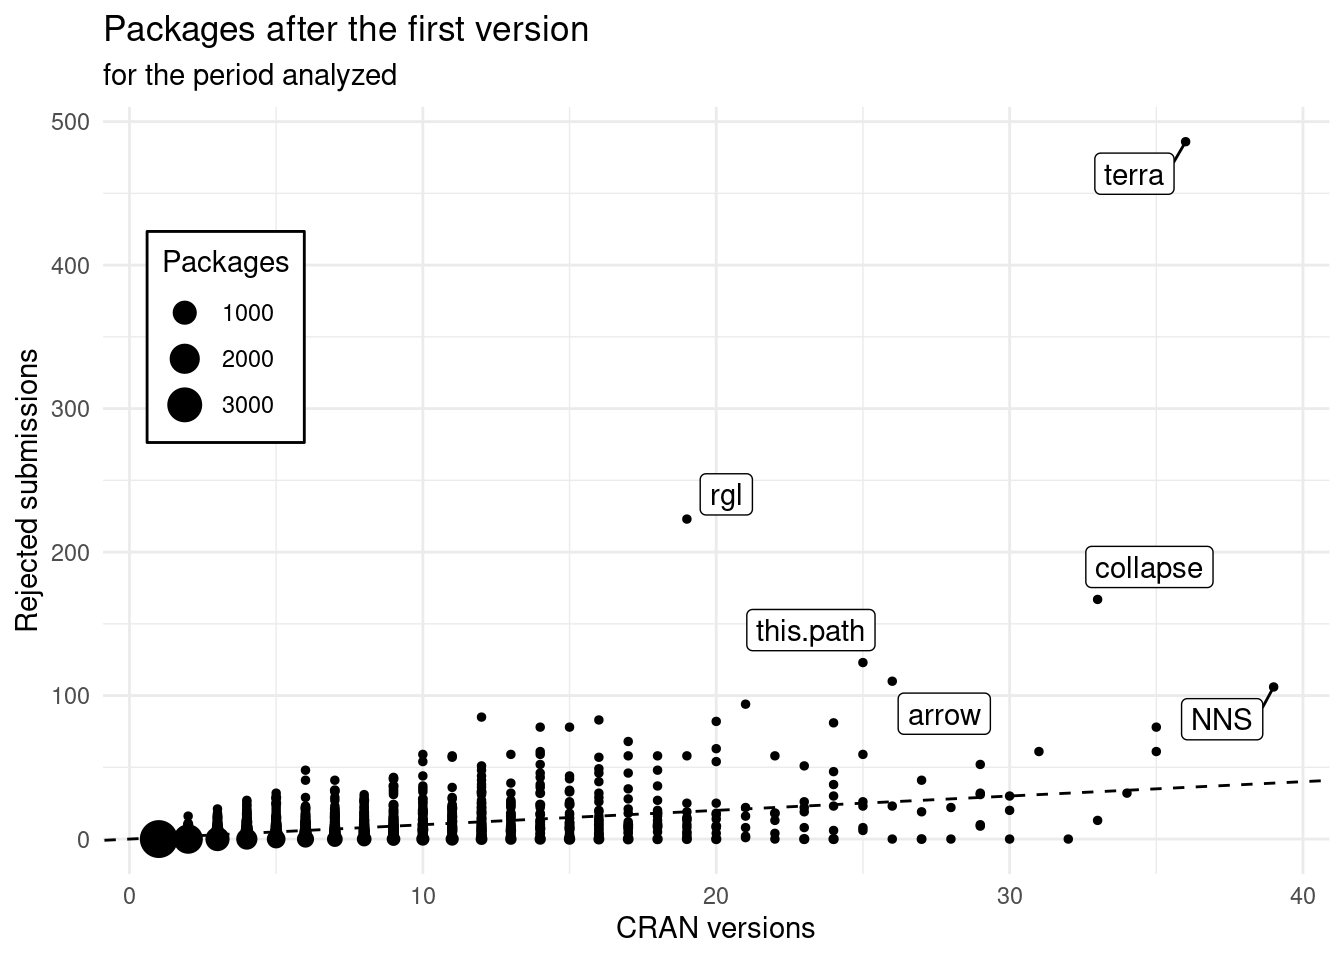 Packages after the first version
for the period analyzed
500
400
300
200
100
0
Rejected submissions
Packages
1000
2000
3000
terra
rgl
collapse
this.path
arrow
NNS
0
10
20
30
40
CRAN versions